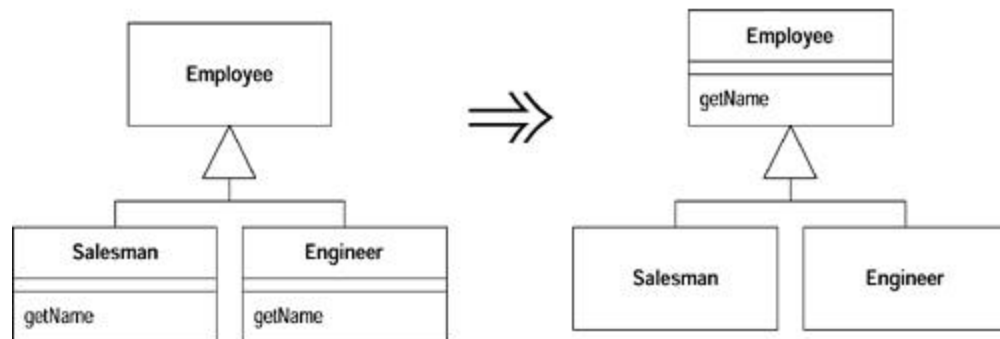 Employee
Salesman
getName
Engineer
getName
Employee
getName
Salesman
Engineer